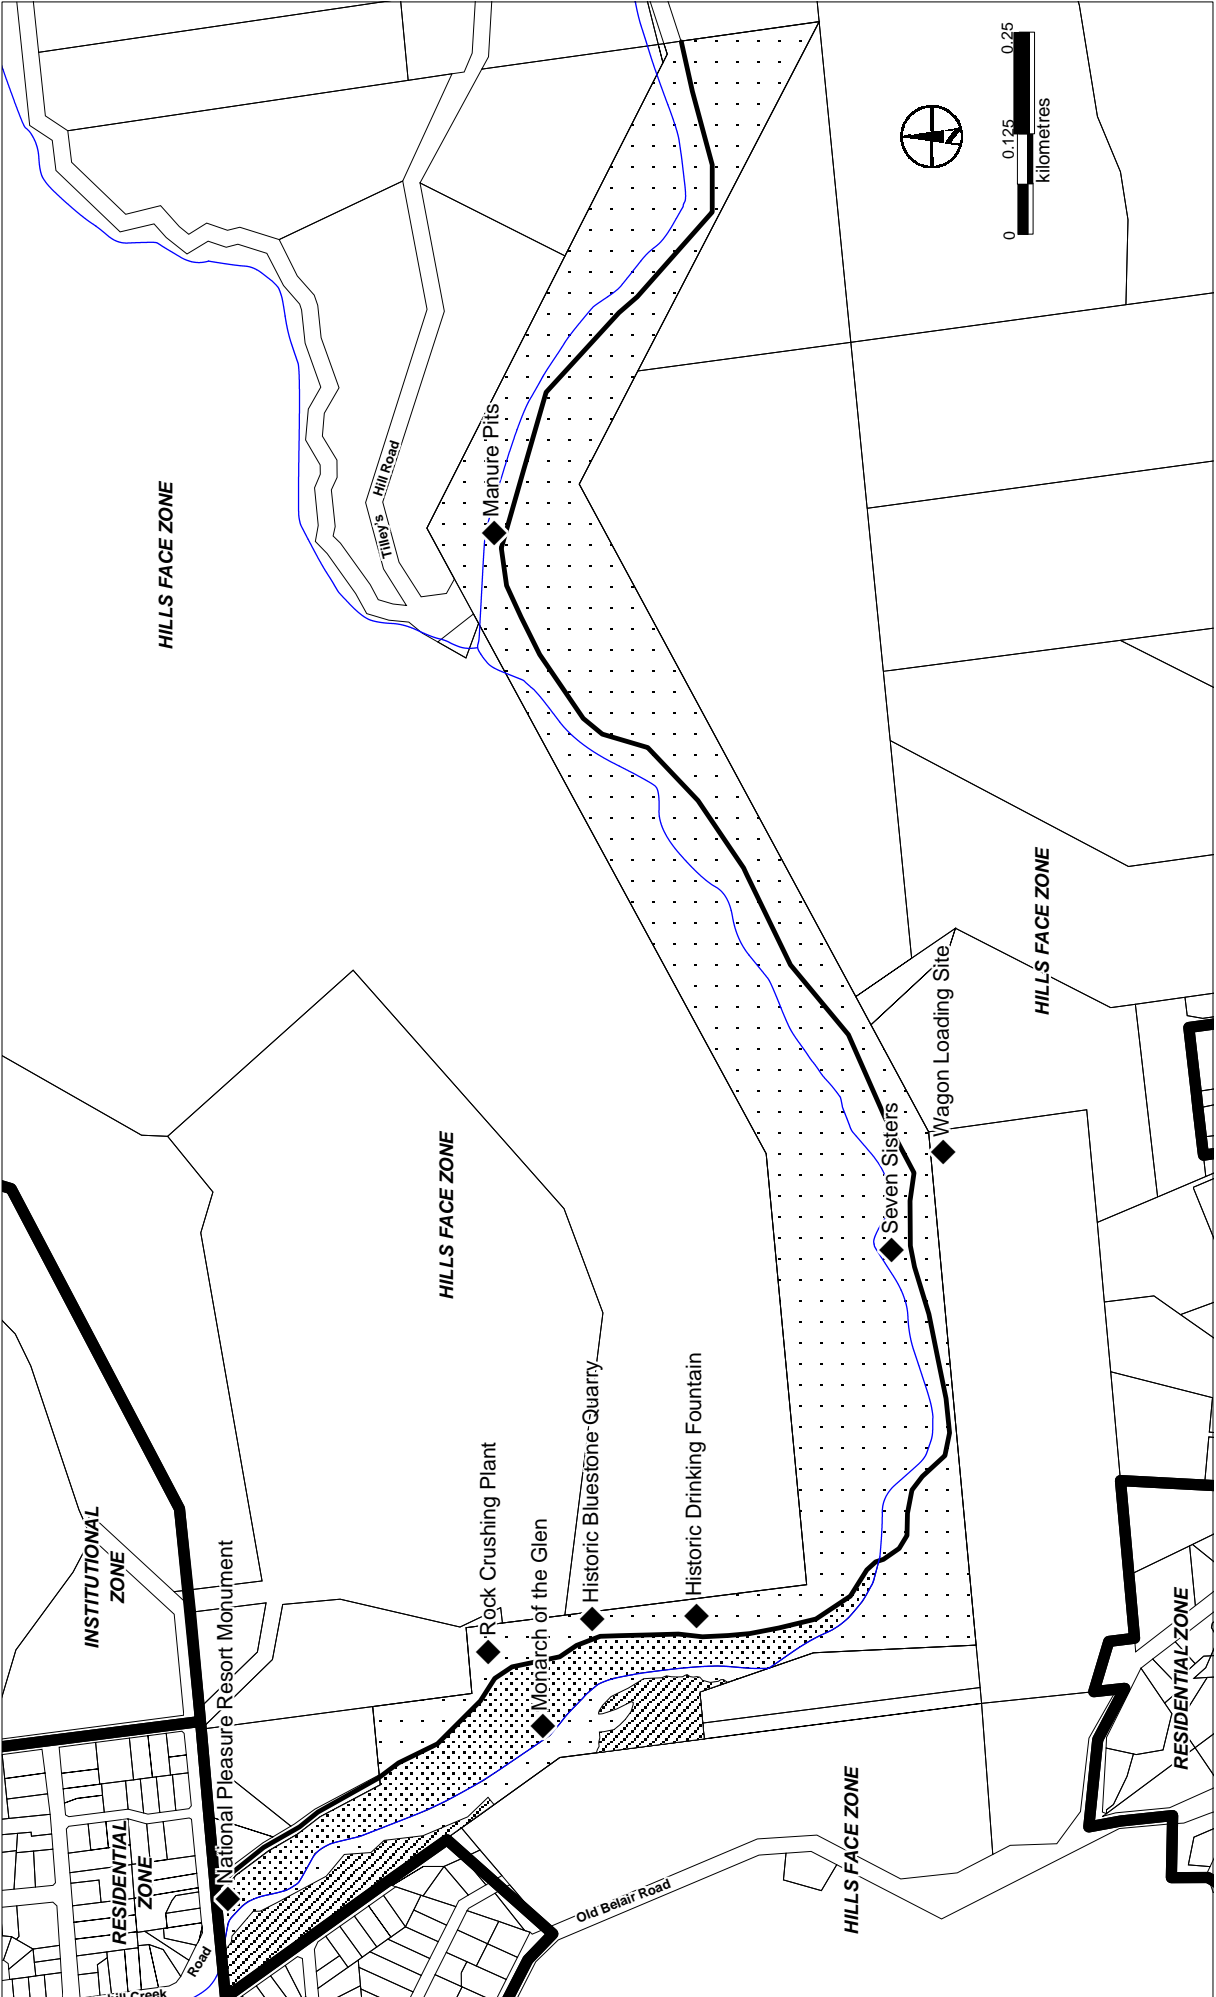 HILLS FACE ZONE
Tilley's Hill Road
Manure Pits
0 0.125 0.25
kilometres
N
HILLS FACE ZONE
HILLS FACE ZONE
Wagon Loading Site
Seven Sisters
INSTITUTIONAL
ZONE
National Pleasure Resort Monument
Rock Crushing Plant
Monarch of the Glen
Historic Bluestone Quarry
Historic Drinking Fountain
RESIDENTIAL
ZONE
Creek
Road
Old Belair Road
HILLS FACE ZONE
RESIDENTIAL ZONE